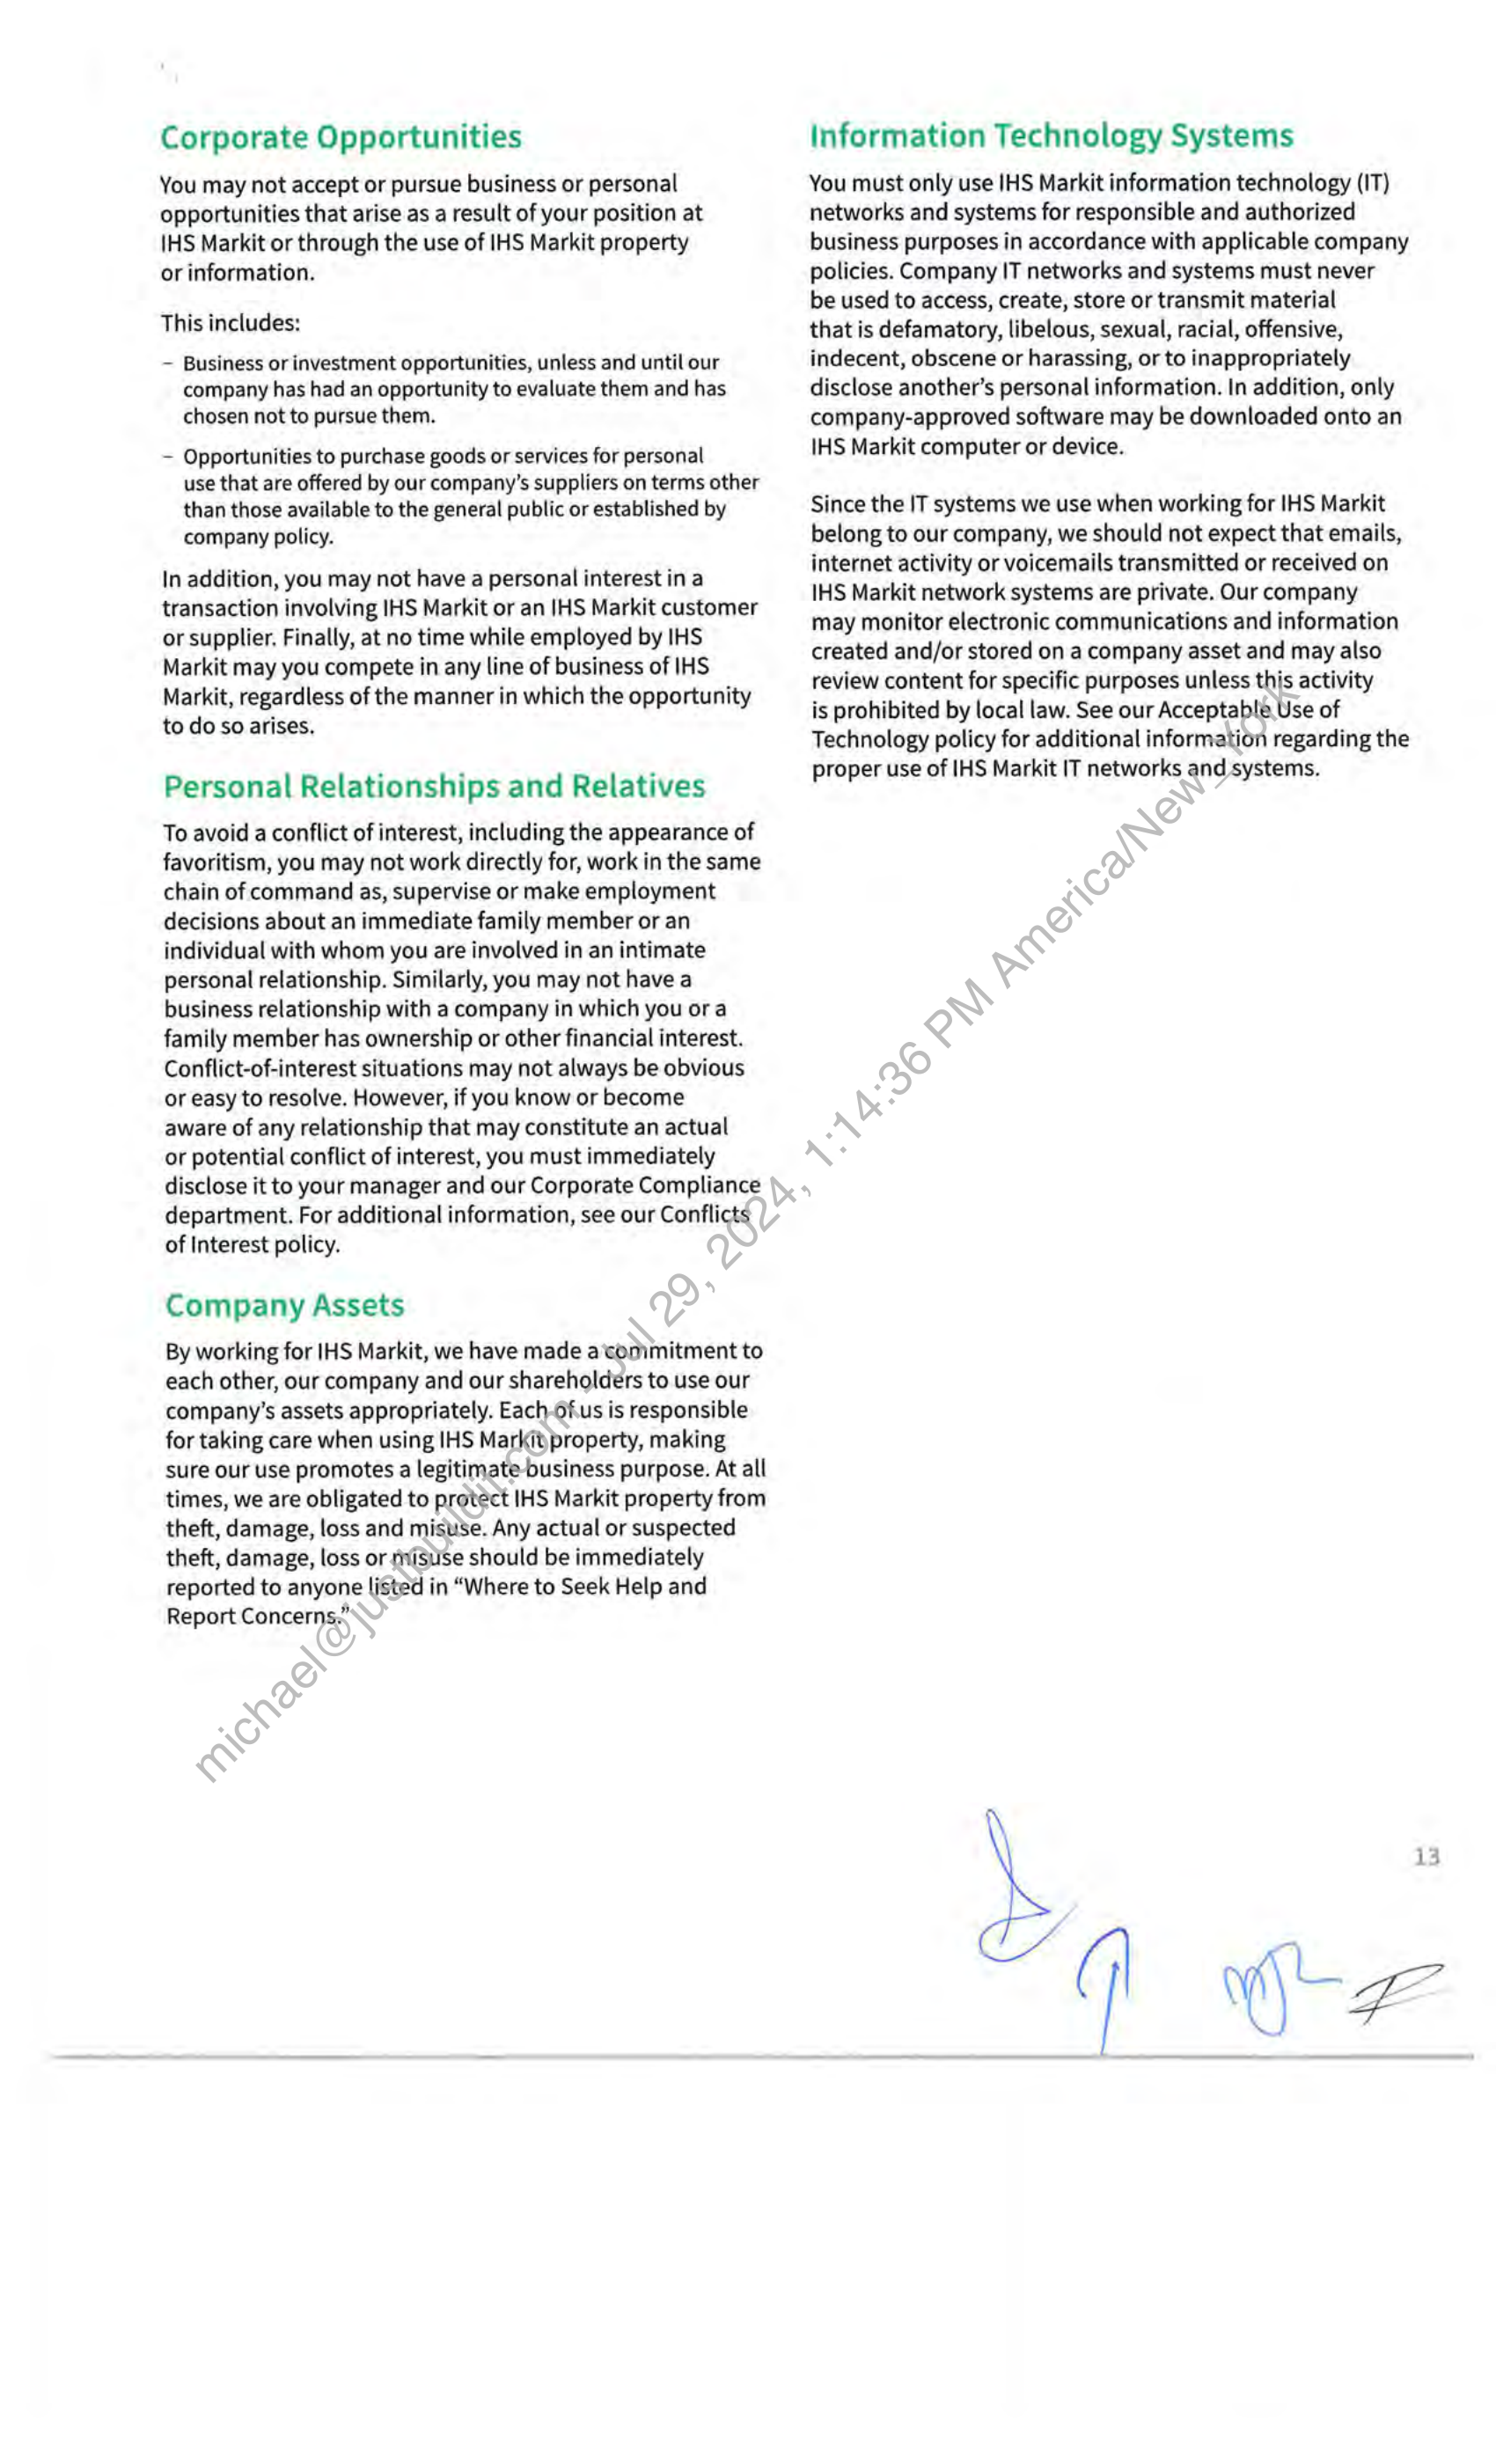 Corporate Opportunities
You may not accept or pursue business or personal
opportunities that arise as a result of your position at
IHS Markit or through the use of IHS Markit property
or information.
This includes:
– Business or investment opportunities, unless and until our
company has had an opportunity to evaluate them and has
chosen not to pursue them.
– Opportunities to purchase goods or services for personal
use that are offered by our company's suppliers on terms other
than those available to the general public or established by
company policy.
In addition, you may not have a personal interest in a
transaction involving IHS Markit or an IHS Markit customer
or supplier. Finally, at no time while employed by IHS
Markit may you compete in any line of business of IHS
Markit, regardless of the manner in which the opportunity
to do so arises.
Personal Relationships and Relatives
To avoid a conflict of interest, including the appearance of
favoritism, you may not work directly for, work in the same
chain of command as, supervise or make employment
decisions about an immediate family member or an
individual with whom you are involved in an intimate
personal relationship. Similarly, you may not have a
business relationship with a company in which you or a
family member has ownership or other financial interest.
Conflict-of-interest situations may not always be obvious
or easy to resolve. However, if you know or become
aware of any relationship that may constitute an actual
or potential conflict of interest, you must immediately
disclose it to your manager and our Corporate Compliance
department. For additional information, see our Conflicts
of Interest policy.
Company Assets
By working for IHS Markit, we have made a commitment to
each other, our company and our shareholders to use our
company's assets appropriately. Each of us is responsible
for taking care when using IHS Markit property, making
sure our use promotes a legitimate business purpose. At all
times, we are obligated to protect IHS Markit property from
theft, damage, loss and misuse. Any actual or suspected
theft, damage, loss or misuse should be immediately
reported to anyone listed in “Where to Seek Help and
Report Concerns.”
Information Technology Systems
You must only use IHS Markit information technology (IT)
networks and systems for responsible and authorized
business purposes in accordance with applicable company
policies. Company IT networks and systems must never
be used to access, create, store or transmit material
that is defamatory, libelous, sexual, racial, offensive,
indecent, obscene or harassing, or to inappropriately
disclose another's personal information. In addition, only
company-approved software may be downloaded onto an
IHS Markit computer or device.
Since the IT systems we use when working for IHS Markit
belong to our company, we should not expect that emails,
internet activity or voicemails transmitted or received on
IHS Markit network systems are private. Our company
may monitor electronic communications and information
created and/or stored on a company asset and may also
review content for specific purposes unless this activity
is prohibited by local law. See our Acceptable Use of
Technology policy for additional information regarding the
proper use of IHS Markit IT networks and systems.
michael@justbuildit.com - Jul 29, 2024, 1:14:36 PM America/New_York
13